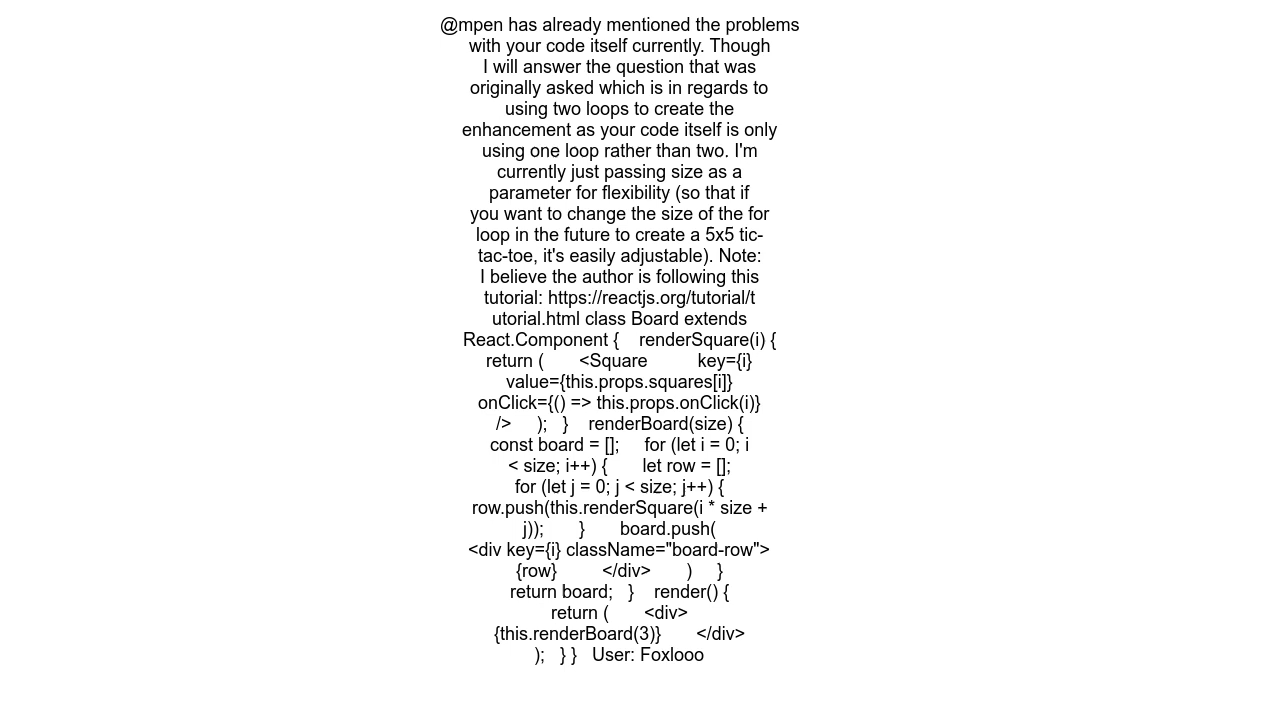 @mpen has already mentioned the problems
with your code itself currently. Though
I will answer the question that was
originally asked which is in regards to
using two loops to create the
enhancement as your code itself is only
using one loop rather than two. I'm
currently just passing size as a
parameter for flexibility (so that if
you want to change the size of the for
loop in the future to create a 5x5 tic-
tac-toe, it's easily adjustable). Note:
I believe the author is following this
tutorial: https://reactjs.org/tutorial/t
utorial.html class Board extends
React.Component {    renderSquare(i) {
return (       <Square          key={i}
value={this.props.squares[i]}
onClick={() => this.props.onClick(i)}
/>     );   }    renderBoard(size) {
const board = [];     for (let i = 0; i
< size; i++) {       let row = [];
for (let j = 0; j < size; j++) {
row.push(this.renderSquare(i * size +
j));       }       board.push(
<div key={i} className="board-row">
{row}         </div>       )     }
return board;   }    render() {
return (       <div>
{this.renderBoard(3)}       </div>
);   } }   User: Foxlooo